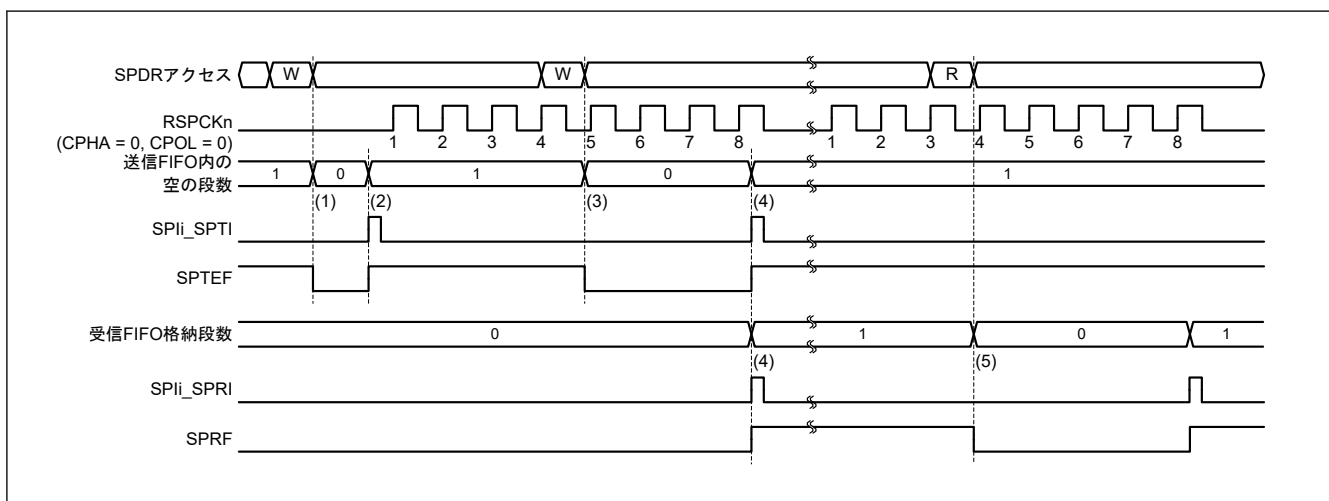 SPDRアクセス W W R
RSPCKn
(CPHA = 0, CPOL = 0) 1 2 3 4 5 6 7 8 1 2 3 4 5 6 7 8
送信FIFO内の
空の段数 1 0 1 0 1
(1) (2) (3) (4)
SPIi_SPTI
SPTEF
受信FIFO格納段数 0 1 0 1
(4) (5)
SPIi_SPRI
SPRF